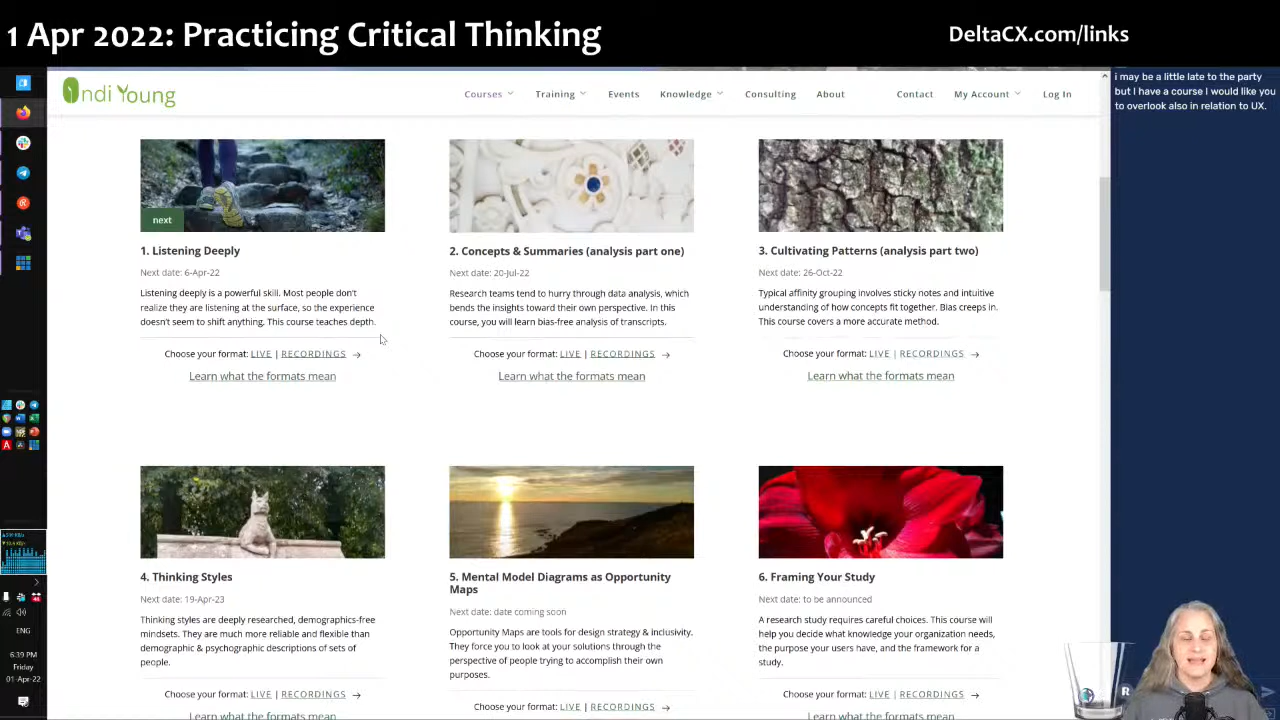 1 Apr 2022: Practicing Critical Thinking
DeltaCX.com/links
i may be a little late to the party
but I have a course I would like you
to overlook also in relation to UX.
Indi Young
Courses
Training
Events
Knowledge
Consulting
About
Contact
My Account
Log In
next
1. Listening Deeply
Next date: 6-Apr-22
Listening deeply is a powerful skill. Most people don't
realize they are listening at the surface, so the experience
doesn't seem to shift anything. This course teaches depth.
Choose your format: LIVE | RECORDINGS →
Learn what the formats mean
2. Concepts & Summaries (analysis part one)
Next date: 20-Jul-22
Research teams tend to hurry through data analysis, which
bends the insights toward their own perspective. In this
course, you will learn bias-free analysis of transcripts.
Choose your format: LIVE | RECORDINGS →
Learn what the formats mean
3. Cultivating Patterns (analysis part two)
Next date: 26-Oct-22
Typical affinity grouping involves sticky notes and intuitive
understanding of how concepts fit together. Bias creeps in.
This course covers a more accurate method.
Choose your format: LIVE | RECORDINGS →
Learn what the formats mean
4. Thinking Styles
Next date: 19-Apr-23
Thinking styles are deeply researched, demographics-free
mindsets. They are much more reliable and flexible than
demographic & psychographic descriptions of sets of
people.
Choose your format: LIVE | RECORDINGS →
Learn what the formats mean
5. Mental Model Diagrams as Opportunity
Maps
Next date: date coming soon
Opportunity Maps are tools for design strategy & inclusivity.
They force you to look at your solutions through the
perspective of people trying to accomplish their own
purposes.
Choose your format: LIVE | RECORDINGS →
6. Framing Your Study
Next date: to be announced
A research study requires careful choices. This course will
help you decide what knowledge your organization needs,
the purpose your users have, and the framework for a
study.
Choose your format: LIVE | RECORDINGS →
Learn what the formats mean
ENG
6:39 PM
Friday
01-Apr-22
R